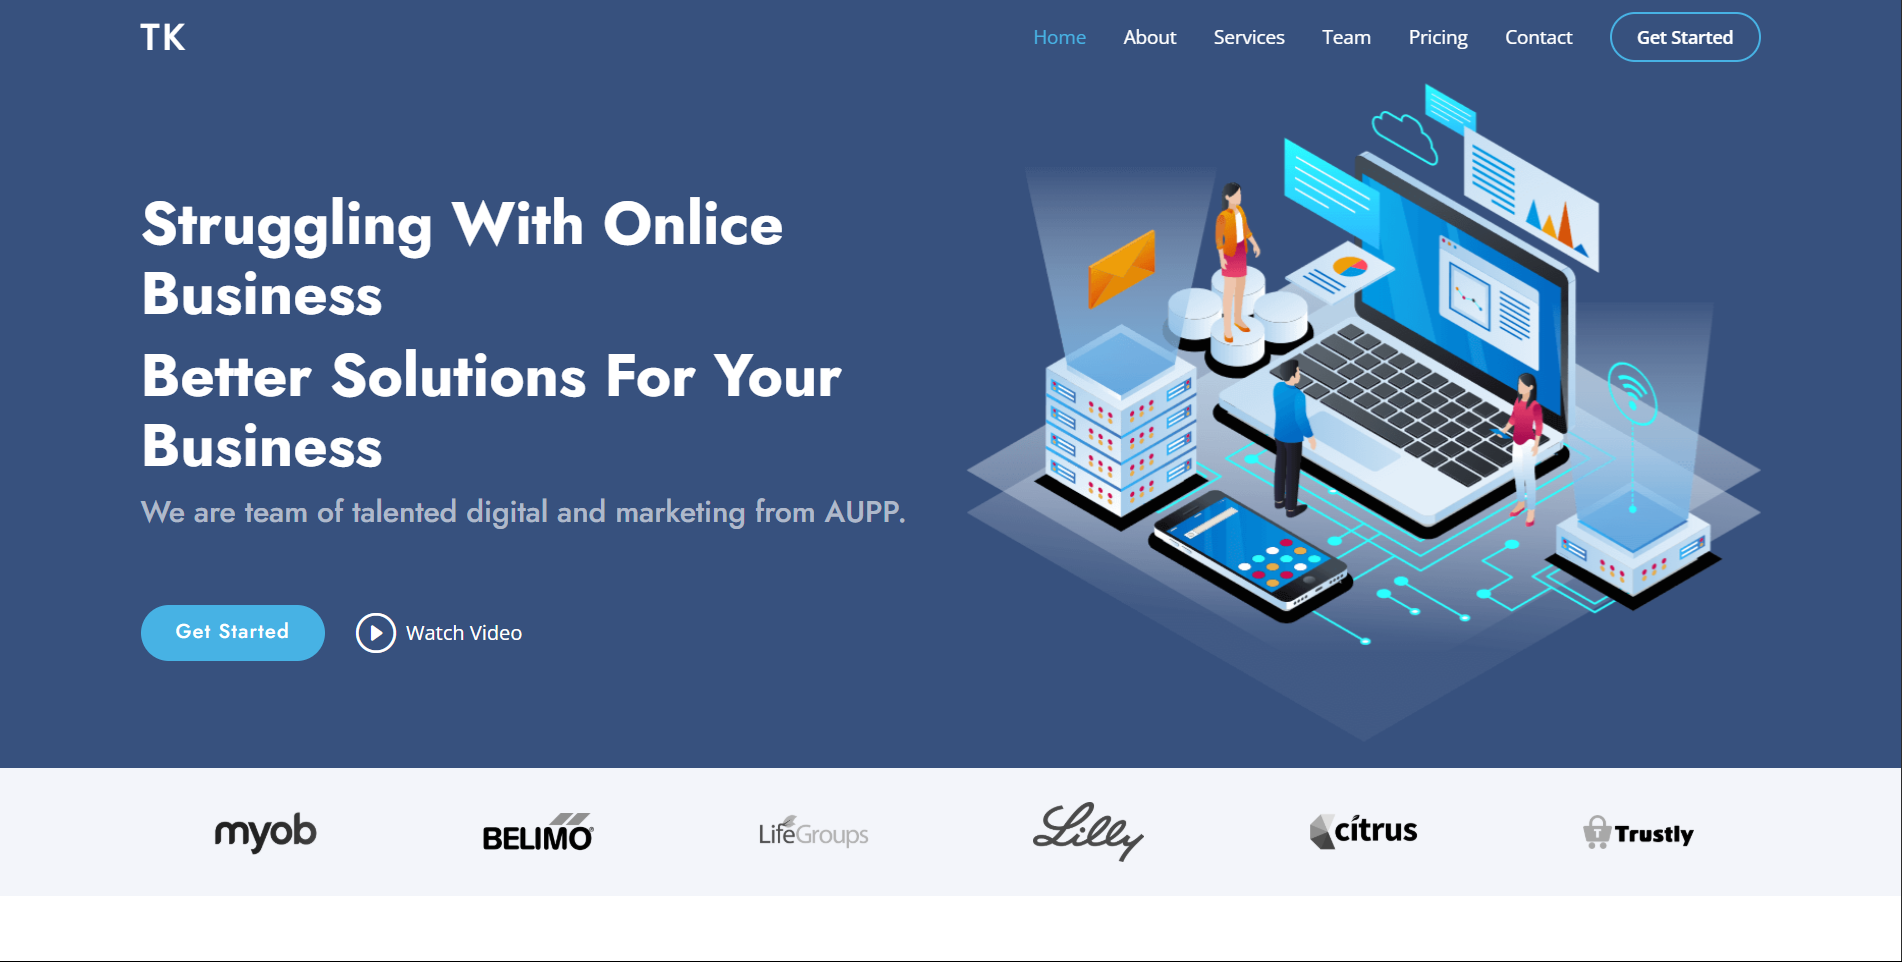 TK
Home About Services Team Pricing Contact Get Started
Struggling With Onlice
Business
Better Solutions For Your
Business
We are team of talented digital and marketing from AUPP.
Get Started Watch Video
myob BELIMO® LifeGroups Lilly citrus Trustly